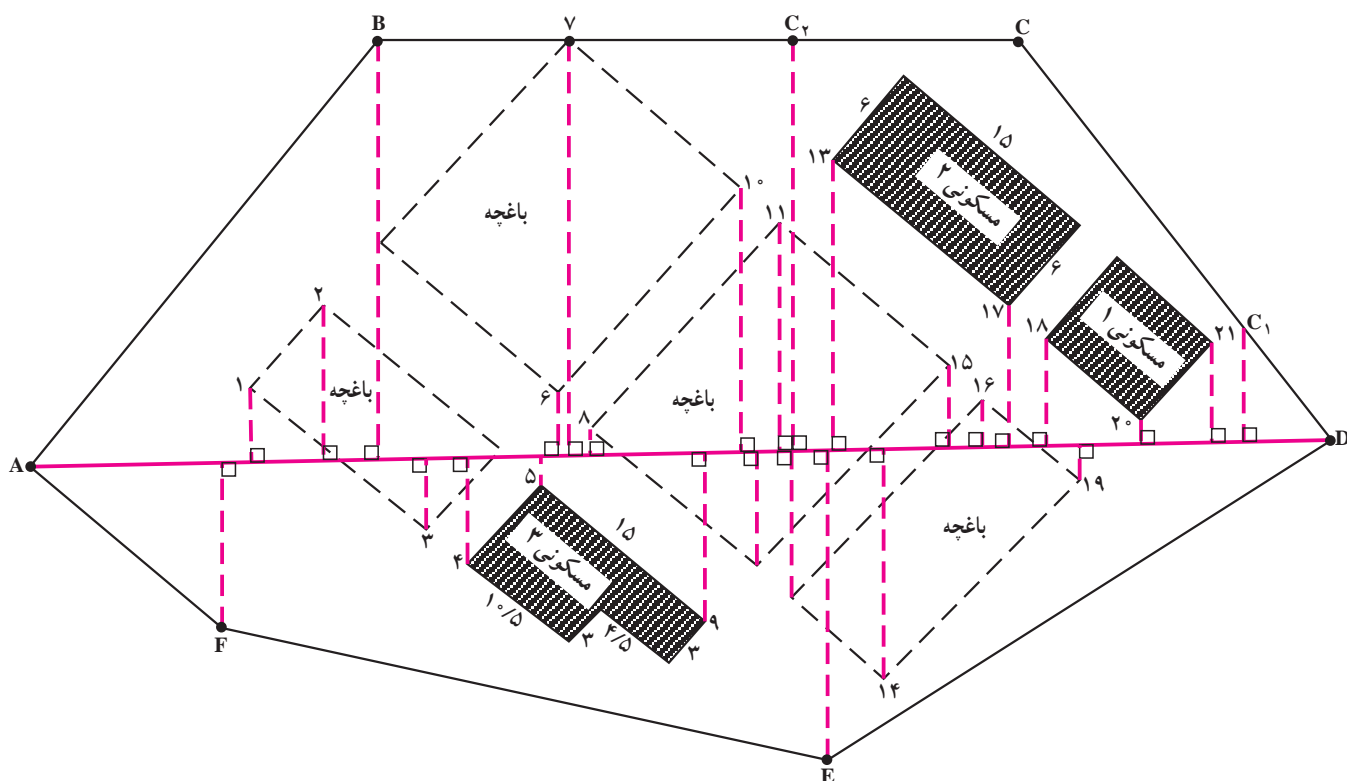 B ۷ C۲ C
۶ ۱۵
۱۳
مسکونی ۲
۱۰
باغچه
۱۱
۶
۲
۱۷ ۱۸ مسکونی ۱ ۲۱ C۱
۱ باغچه ۶ ۸ باغچه ۱۵ ۱۶
۲۰
A D
۵ ۱۵ ۱۹
۳ باغچه
۴ مسکونی ۳
۱۰/۵ ۴/۵ ۹
F ۳ ۳
۱۴
E